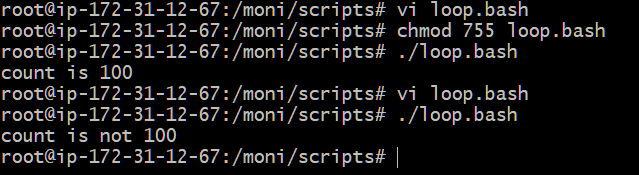 root@ip-172-31-12-67:/moni/scripts# vi loop.bash
root@ip-172-31-12-67:/moni/scripts# chmod 755 loop.bash
root@ip-172-31-12-67:/moni/scripts# ./loop.bash
count is 100
root@ip-172-31-12-67:/moni/scripts# vi loop.bash
root@ip-172-31-12-67:/moni/scripts# ./loop.bash
count is not 100
root@ip-172-31-12-67:/moni/scripts#